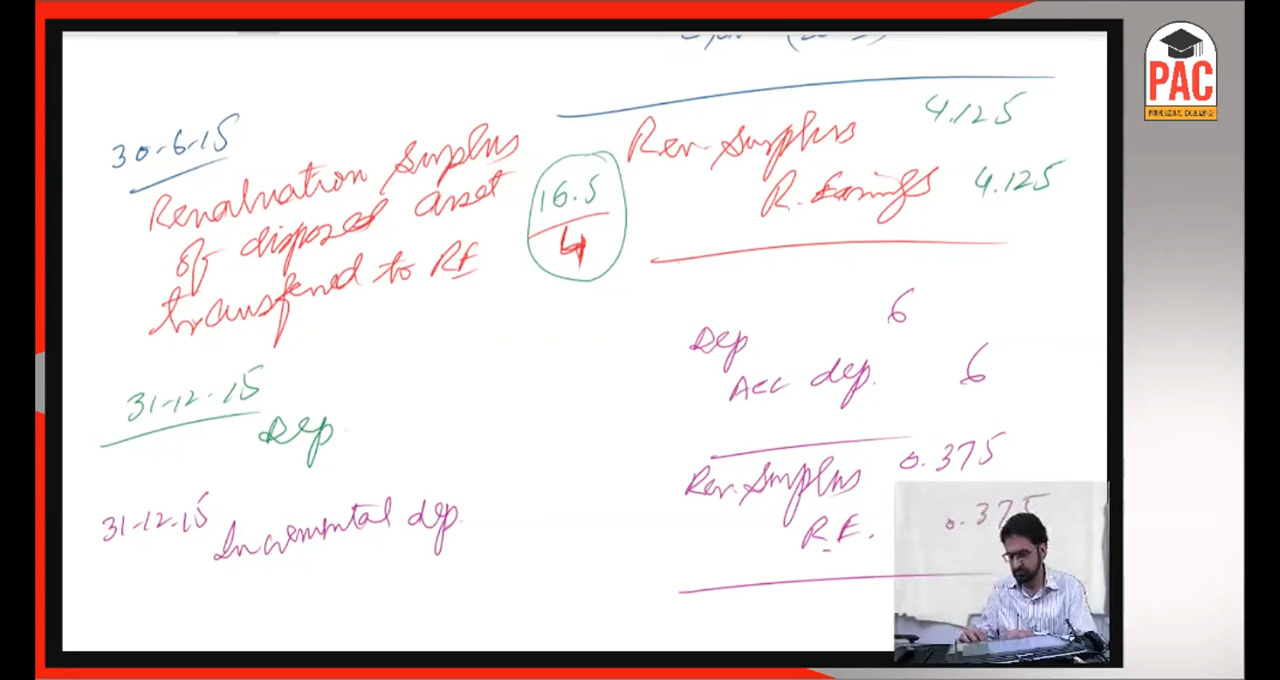 PAC
30-6-15
Revaluation Surplus
of disposed asset
transferred to RE
16.5
4
Rev. Surplus 4.125
R. Earnings 4.125
31-12-15
Dep.
Dep 6
Acc dep. 6
31-12-15 Incremental dep.
Rev. Surplus 0.375
R.E. 0.375